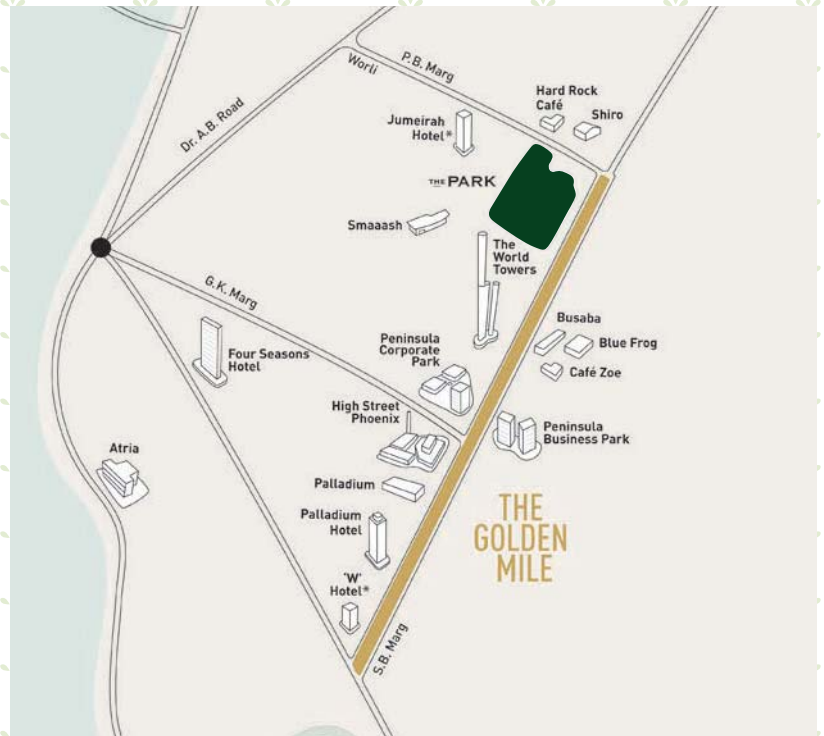 P.B. Marg
Worli
Dr. A.B. Road
Hard Rock
Café
Shiro
Jumeirah
Hotel*
THE PARK
Smaaash
The
World
Towers
G.K. Marg
Busaba
Blue Frog
Café Zoe
Four Seasons
Hotel
Peninsula
Corporate
Park
High Street
Phoenix
Peninsula
Business Park
Atria
Palladium
Palladium
Hotel
THE
GOLDEN
MILE
'W'
Hotel*
S.B. Marg